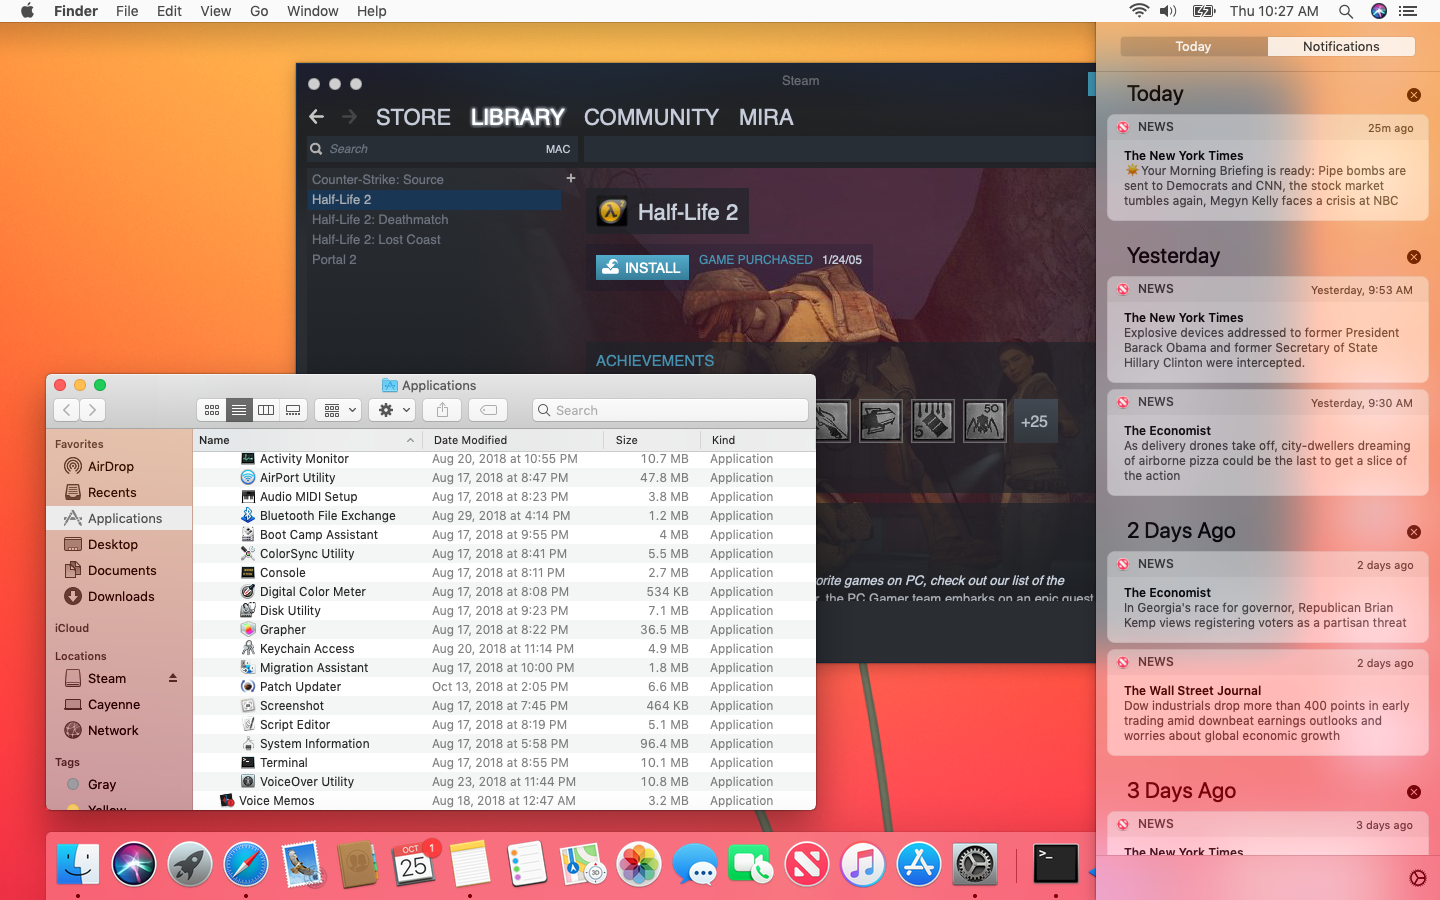 Finder File Edit View Go Window Help
Thu 10:27 AM
Steam
STORE LIBRARY COMMUNITY MIRA
Search MAC
Counter-Strike: Source +
Half-Life 2
Half-Life 2: Deathmatch
Half-Life 2: Lost Coast
Portal 2
Half-Life 2
INSTALL GAME PURCHASED 1/24/05
ACHIEVEMENTS
5 50 +25
orite games on PC, check out our list of the
r, the PC Gamer team embarks on an epic quest
Applications
Search
Favorites
AirDrop
Recents
Applications
Desktop
Documents
Downloads
iCloud
Locations
Steam
Cayenne
Network
Tags
Gray
Yellow
Name Date Modified Size Kind
Activity Monitor Aug 20, 2018 at 10:55 PM 10.7 MB Application
AirPort Utility Aug 17, 2018 at 8:47 PM 47.8 MB Application
Audio MIDI Setup Aug 17, 2018 at 8:23 PM 3.8 MB Application
Bluetooth File Exchange Aug 29, 2018 at 4:14 PM 1.2 MB Application
Boot Camp Assistant Aug 17, 2018 at 9:55 PM 4 MB Application
ColorSync Utility Aug 17, 2018 at 8:41 PM 5.5 MB Application
Console Aug 17, 2018 at 8:11 PM 2.7 MB Application
Digital Color Meter Aug 17, 2018 at 8:08 PM 534 KB Application
Disk Utility Aug 17, 2018 at 9:23 PM 7.1 MB Application
Grapher Aug 17, 2018 at 8:22 PM 36.5 MB Application
Keychain Access Aug 20, 2018 at 11:14 PM 4.9 MB Application
Migration Assistant Aug 17, 2018 at 10:00 PM 1.8 MB Application
Patch Updater Oct 13, 2018 at 2:05 PM 6.6 MB Application
Screenshot Aug 17, 2018 at 7:45 PM 464 KB Application
Script Editor Aug 17, 2018 at 8:19 PM 5.1 MB Application
System Information Aug 17, 2018 at 5:58 PM 96.4 MB Application
Terminal Aug 17, 2018 at 8:55 PM 10.1 MB Application
VoiceOver Utility Aug 23, 2018 at 11:44 PM 10.8 MB Application
Voice Memos Aug 18, 2018 at 12:47 AM 3.2 MB Application
Today Notifications
Today
NEWS 25m ago
The New York Times
Your Morning Briefing is ready: Pipe bombs are
sent to Democrats and CNN, the stock market
tumbles again, Megyn Kelly faces a crisis at NBC
Yesterday
NEWS Yesterday, 9:53 AM
The New York Times
Explosive devices addressed to former President
Barack Obama and former Secretary of State
Hillary Clinton were intercepted.
NEWS Yesterday, 9:30 AM
The Economist
As delivery drones take off, city-dwellers dreaming
of airborne pizza could be the last to get a slice of
the action
2 Days Ago
NEWS 2 days ago
The Economist
In Georgia's race for governor, Republican Brian
Kemp views registering voters as a partisan threat
NEWS 2 days ago
The Wall Street Journal
Dow industrials drop more than 400 points in early
trading amid downbeat earnings outlooks and
worries about global economic growth
3 Days Ago
NEWS 3 days ago
The New York Times
OCT
25
1
3D
>_